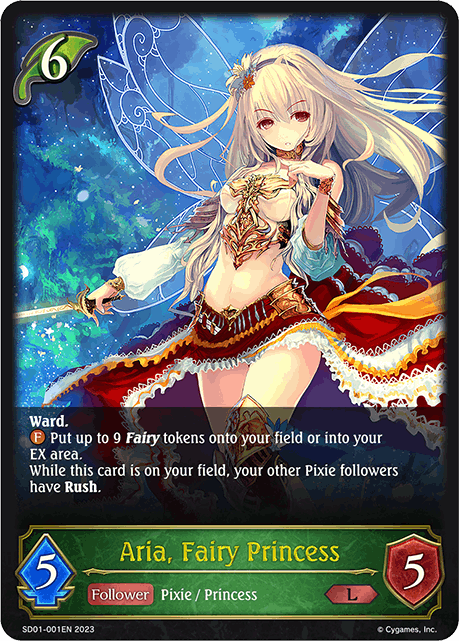 6
Ward.
F Put up to 9 Fairy tokens onto your field or into your
EX area.
While this card is on your field, your other Pixie followers
have Rush.
Aria, Fairy Princess
5
Follower Pixie / Princess L
5
SD01-001EN 2023 © Cygames, Inc.